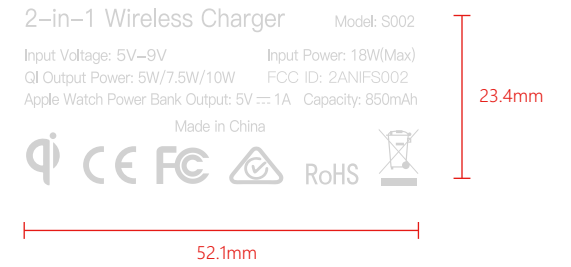 2-in-1 Wireless Charger Model: S002
Input Voltage: 5V-9V Input Power: 18W(Max)
QI Output Power: 5W/7.5W/10W FCC ID: 2ANIFS002
Apple Watch Power Bank Output: 5V⎓1A Capacity: 850mAh
Made in China
qi CE FC RoHS
23.4mm
52.1mm